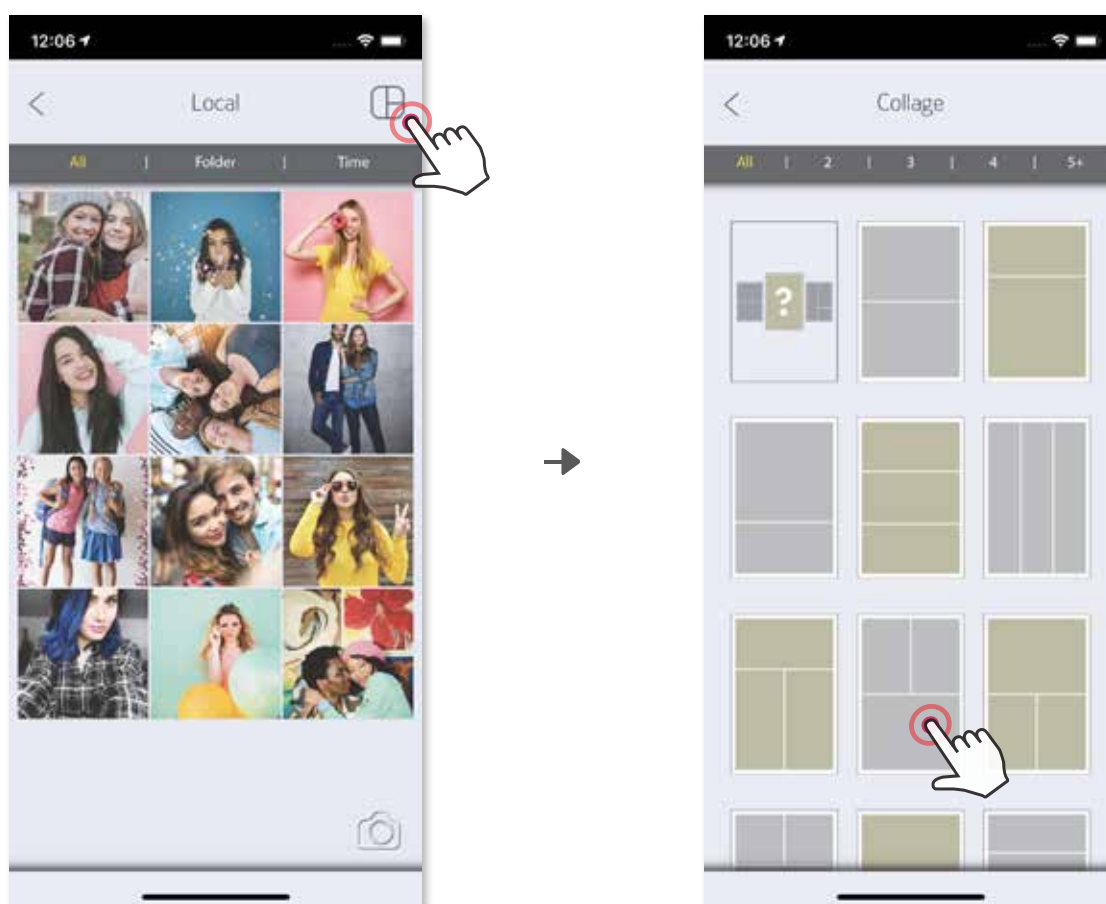 12:06
Local
All | Folder | Time
12:06
Collage
All | 2 | 3 | 4 | 5+
?